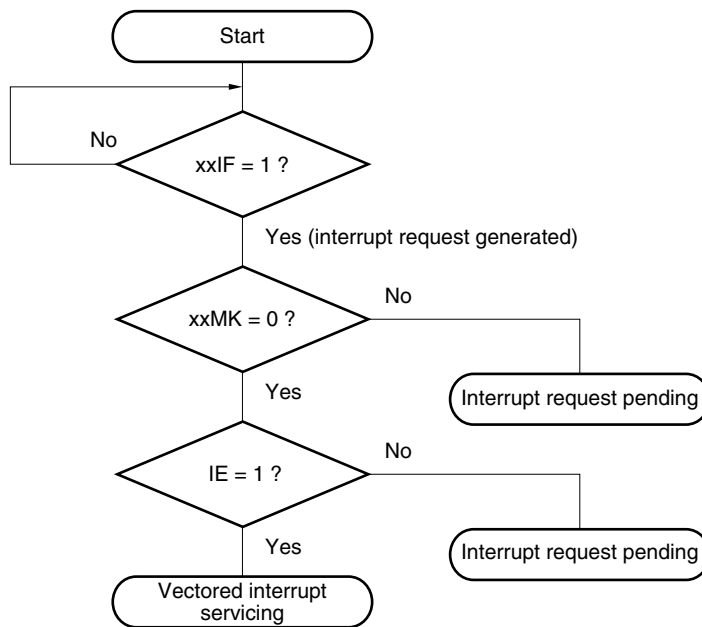 Start
No
xxIF = 1 ?
Yes (interrupt request generated)
xxMK = 0 ?
No
Yes
Interrupt request pending
IE = 1 ?
No
Yes
Interrupt request pending
Vectored interrupt
servicing